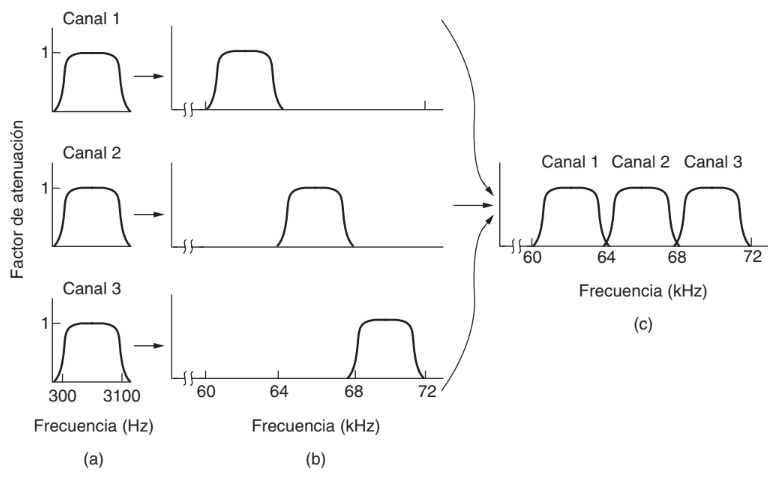 Canal 1
1
Canal 2
1
Canal 3
1
300 3100
Frecuencia (Hz)
(a)
Factor de atenuación
60 64 68 72
Frecuencia (kHz)
(b)
Canal 1 Canal 2 Canal 3
60 64 68 72
Frecuencia (kHz)
(c)